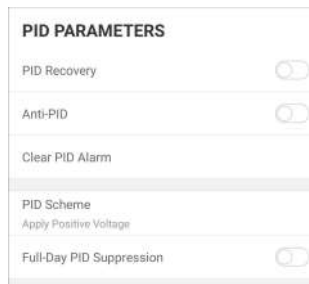 PID PARAMETERS
PID Recovery
Anti-PID
Clear PID Alarm
PID Scheme
Apply Positive Voltage
Full-Day PID Suppression